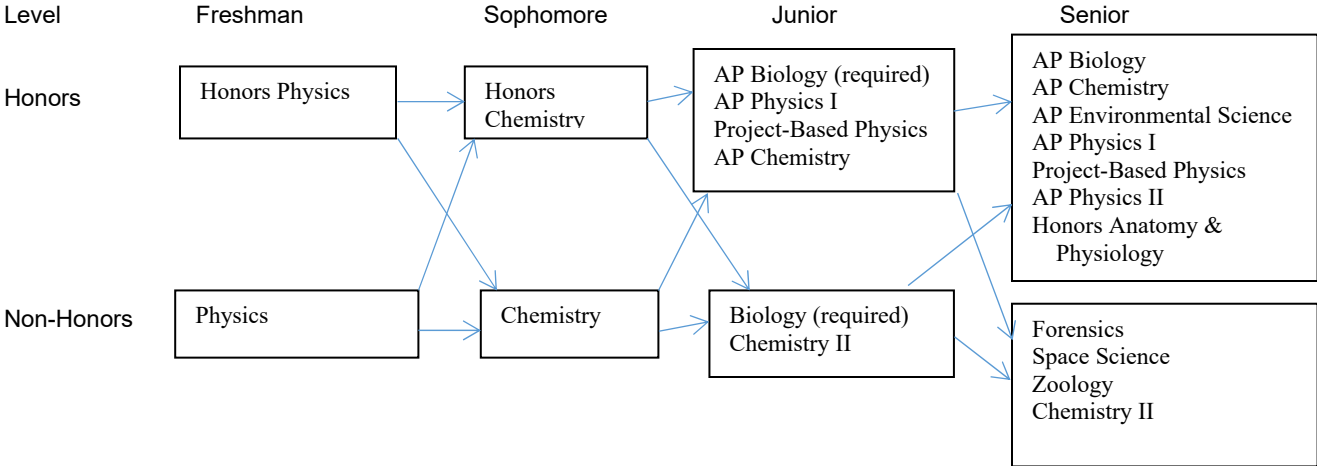 Level Freshman Sophomore Junior Senior
Honors
Honors Physics
Honors
Chemistry
AP Biology (required)
AP Physics I
Project-Based Physics
AP Chemistry
AP Biology
AP Chemistry
AP Environmental Science
AP Physics I
Project-Based Physics
AP Physics II
Honors Anatomy &
Physiology
Non-Honors
Physics
Chemistry
Biology (required)
Chemistry II
Forensics
Space Science
Zoology
Chemistry II